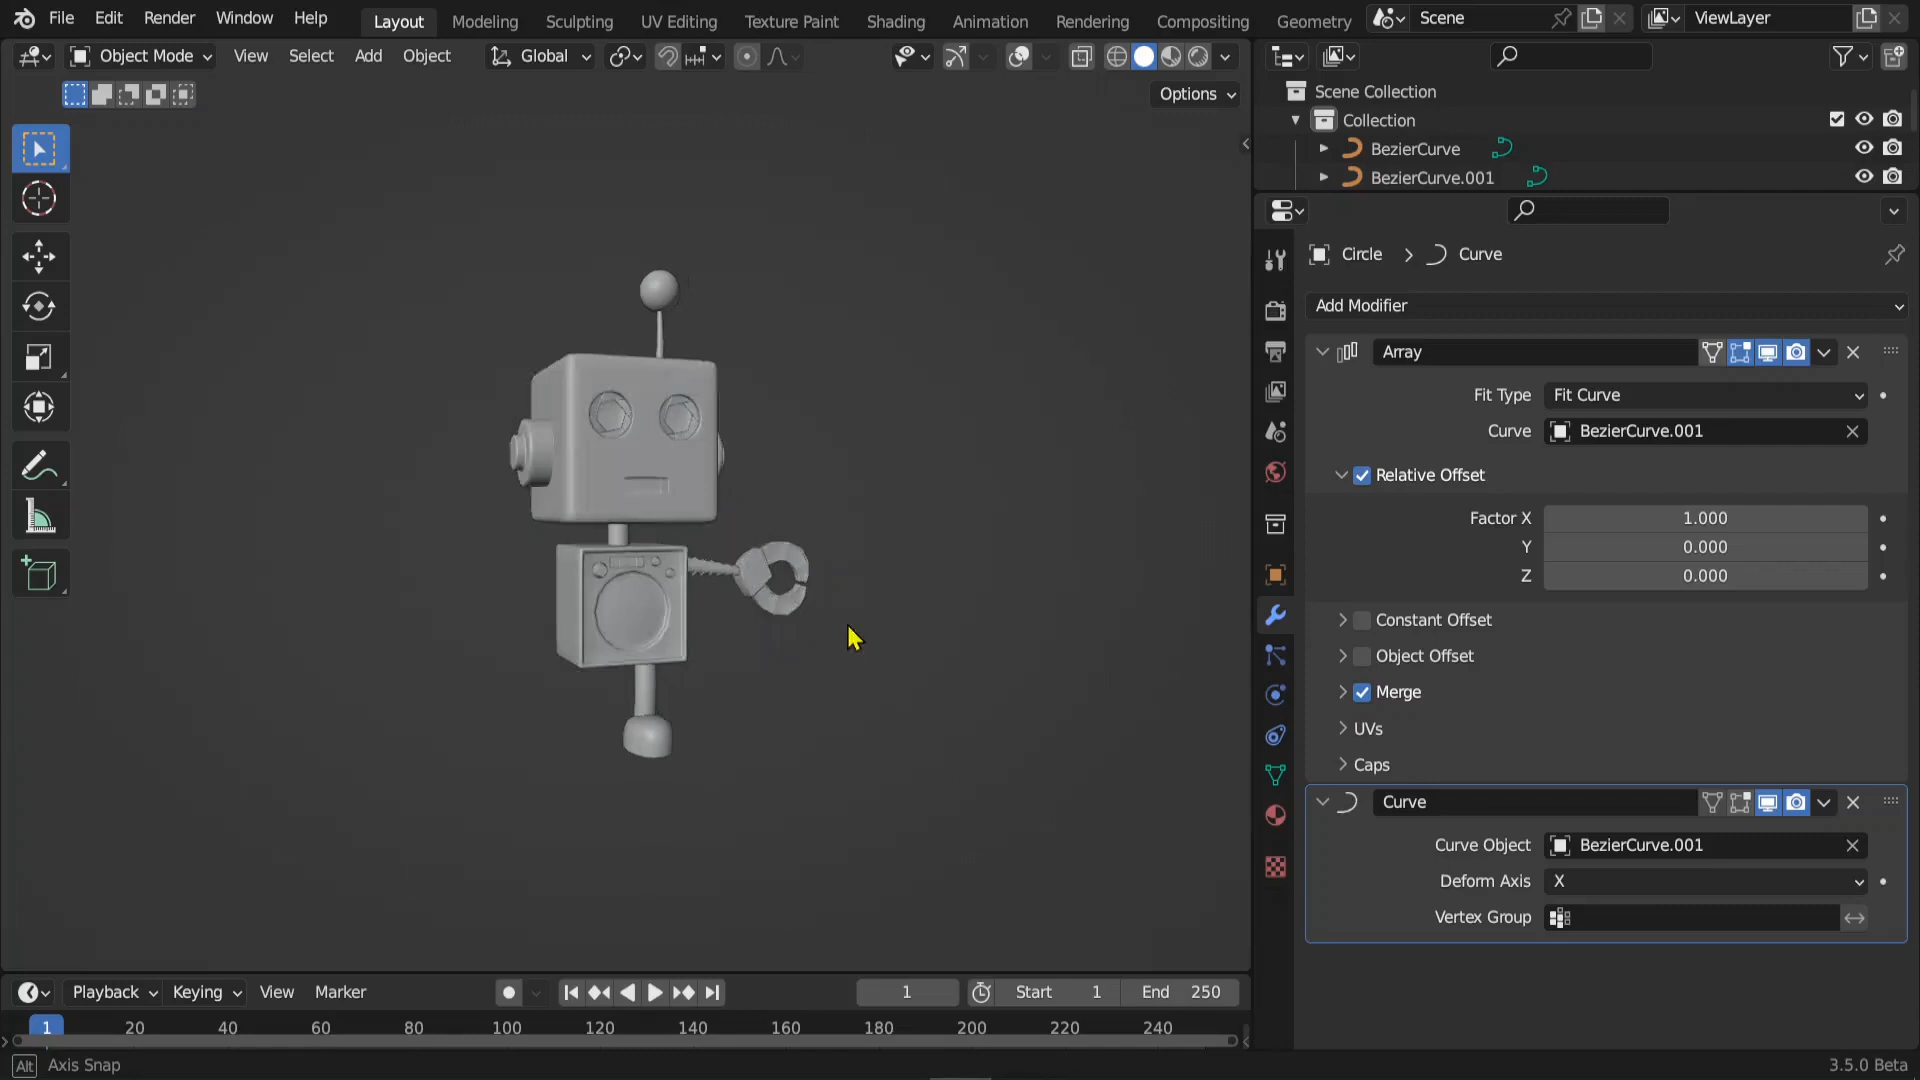 File Edit Render Window Help Layout Modeling Sculpting UV Editing Texture Paint Shading Animation Rendering Compositing Geometry Scene ViewLayer
Object Mode View Select Add Object Global
Options
Scene Collection
Collection
BezierCurve
BezierCurve.001
Circle Curve
Add Modifier
Array
Fit Type Fit Curve
Curve BezierCurve.001
Relative Offset
Factor X 1.000
Y 0.000
Z 0.000
Constant Offset
Object Offset
Merge
UVs
Caps
Curve
Curve Object BezierCurve.001
Deform Axis X
Vertex Group
Playback Keying View Marker 1 Start 1 End 250
1 20 40 60 80 100 120 140 160 180 200 220 240
Alt Axis Snap 3.5.0 Beta